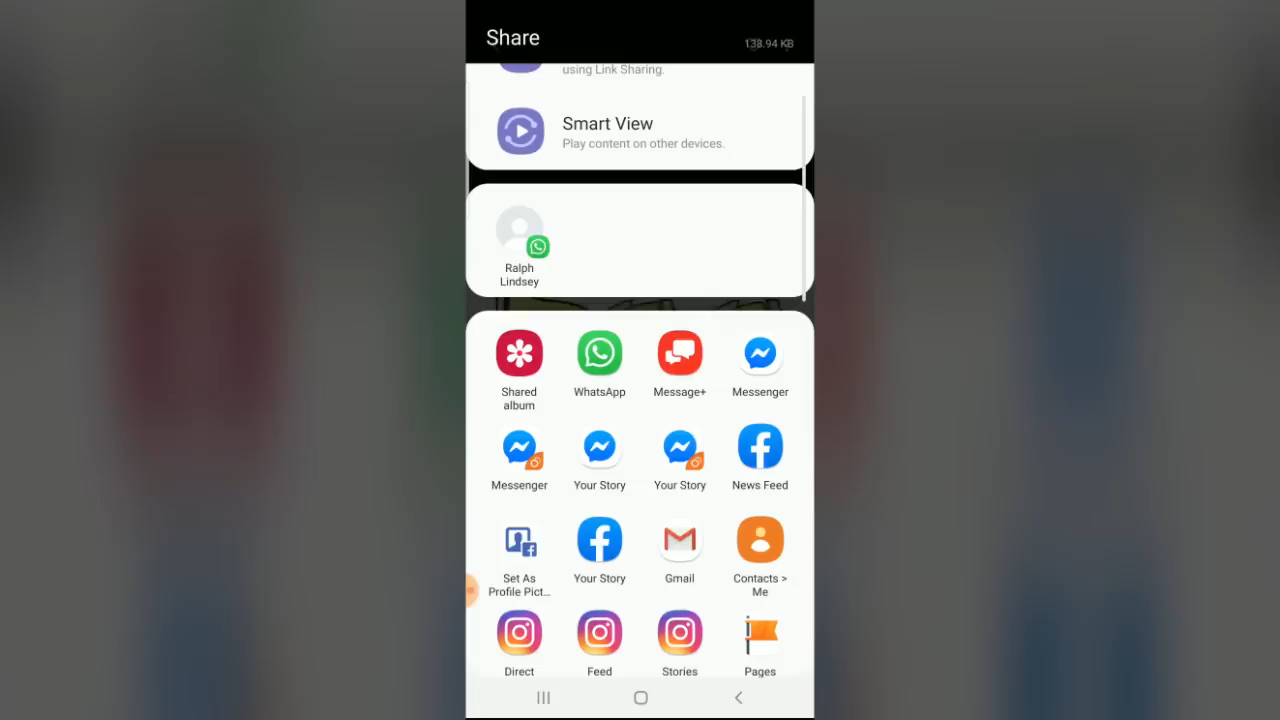 Share
138.94 KB
using Link Sharing.
Smart View
Play content on other devices.
Ralph
Lindsey
Shared
album
WhatsApp
Message+
Messenger
Messenger
Your Story
Your Story
News Feed
Set As
Profile Pict...
Your Story
Gmail
Contacts >
Me
Direct
Feed
Stories
Pages